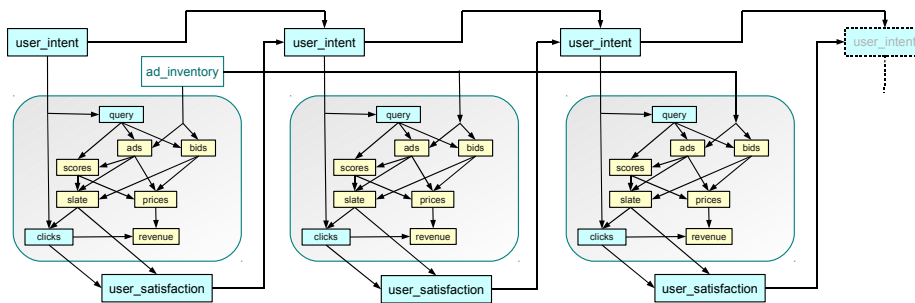 user_intent
user_intent
user_intent
user_intent
ad_inventory
query
ads
bids
scores
slate
prices
clicks
revenue
user_satisfaction
query
ads
bids
scores
slate
prices
clicks
revenue
user_satisfaction
query
ads
bids
scores
slate
prices
clicks
revenue
user_satisfaction